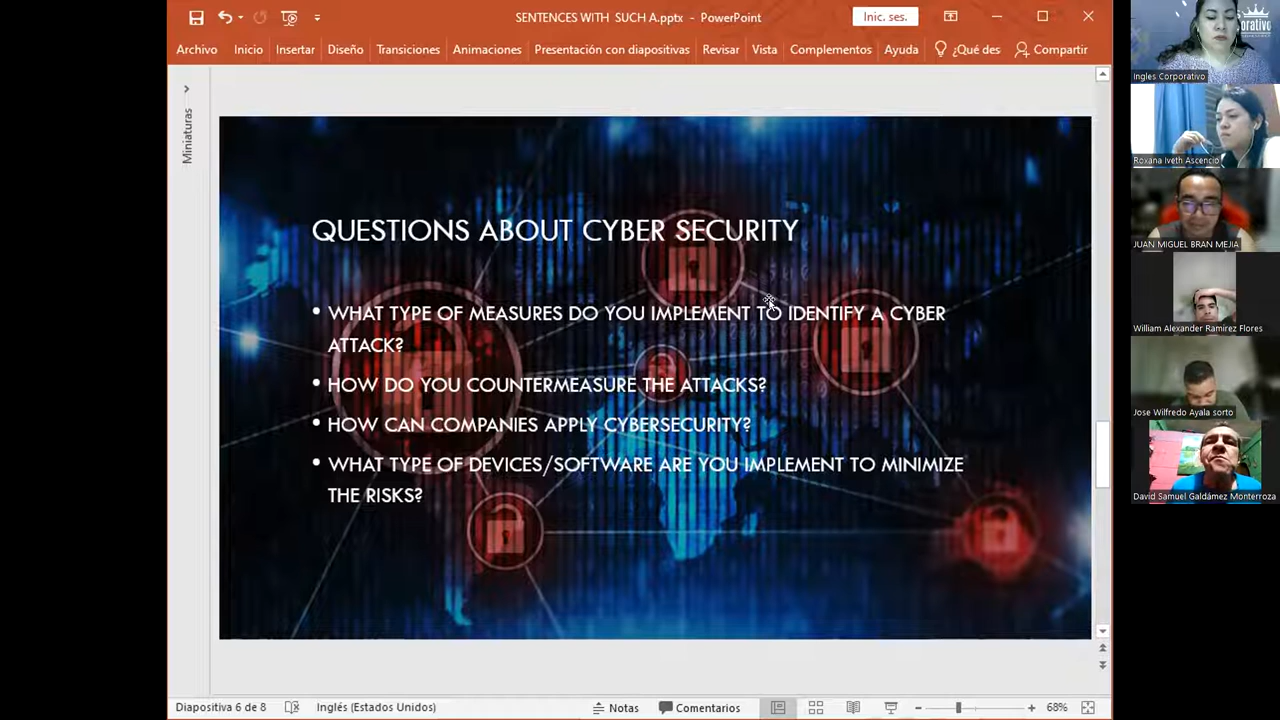 SENTENCES WITH SUCH A.pptx - PowerPoint
Inic. ses.
Archivo Inicio Insertar Diseño Transiciones Animaciones Presentación con diapositivas Revisar Vista Complementos Ayuda ¿Qué des Compartir
Miniaturas
QUESTIONS ABOUT CYBER SECURITY
• WHAT TYPE OF MEASURES DO YOU IMPLEMENT TO IDENTIFY A CYBER
ATTACK?
• HOW DO YOU COUNTERMEASURE THE ATTACKS?
• HOW CAN COMPANIES APPLY CYBERSECURITY?
• WHAT TYPE OF DEVICES/SOFTWARE ARE YOU IMPLEMENT TO MINIMIZE
THE RISKS?
Diapositiva 6 de 8 Inglés (Estados Unidos) Notas Comentarios 68%
Ingles Corporativo
Roxana Iveth Ascencio
JUAN MIGUEL BRAN MEJIA
William Alexander Ramirez Flores
Jose Wilfredo Ayala sorto
David Samuel Galdámez Monterroza